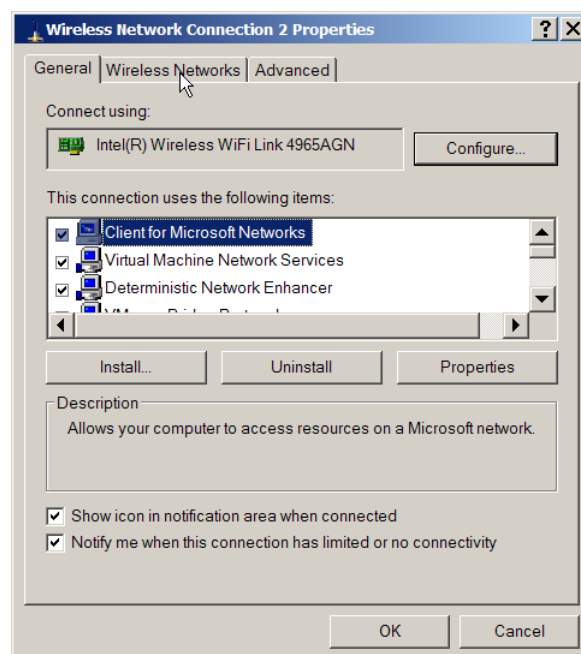 Wireless Network Connection 2 Properties
General Wireless Networks Advanced
Connect using:
Intel(R) Wireless WiFi Link 4965AGN Configure...
This connection uses the following items:
Client for Microsoft Networks
Virtual Machine Network Services
Deterministic Network Enhancer
Install... Uninstall Properties
Description
Allows your computer to access resources on a Microsoft network.
Show icon in notification area when connected
Notify me when this connection has limited or no connectivity
OK Cancel